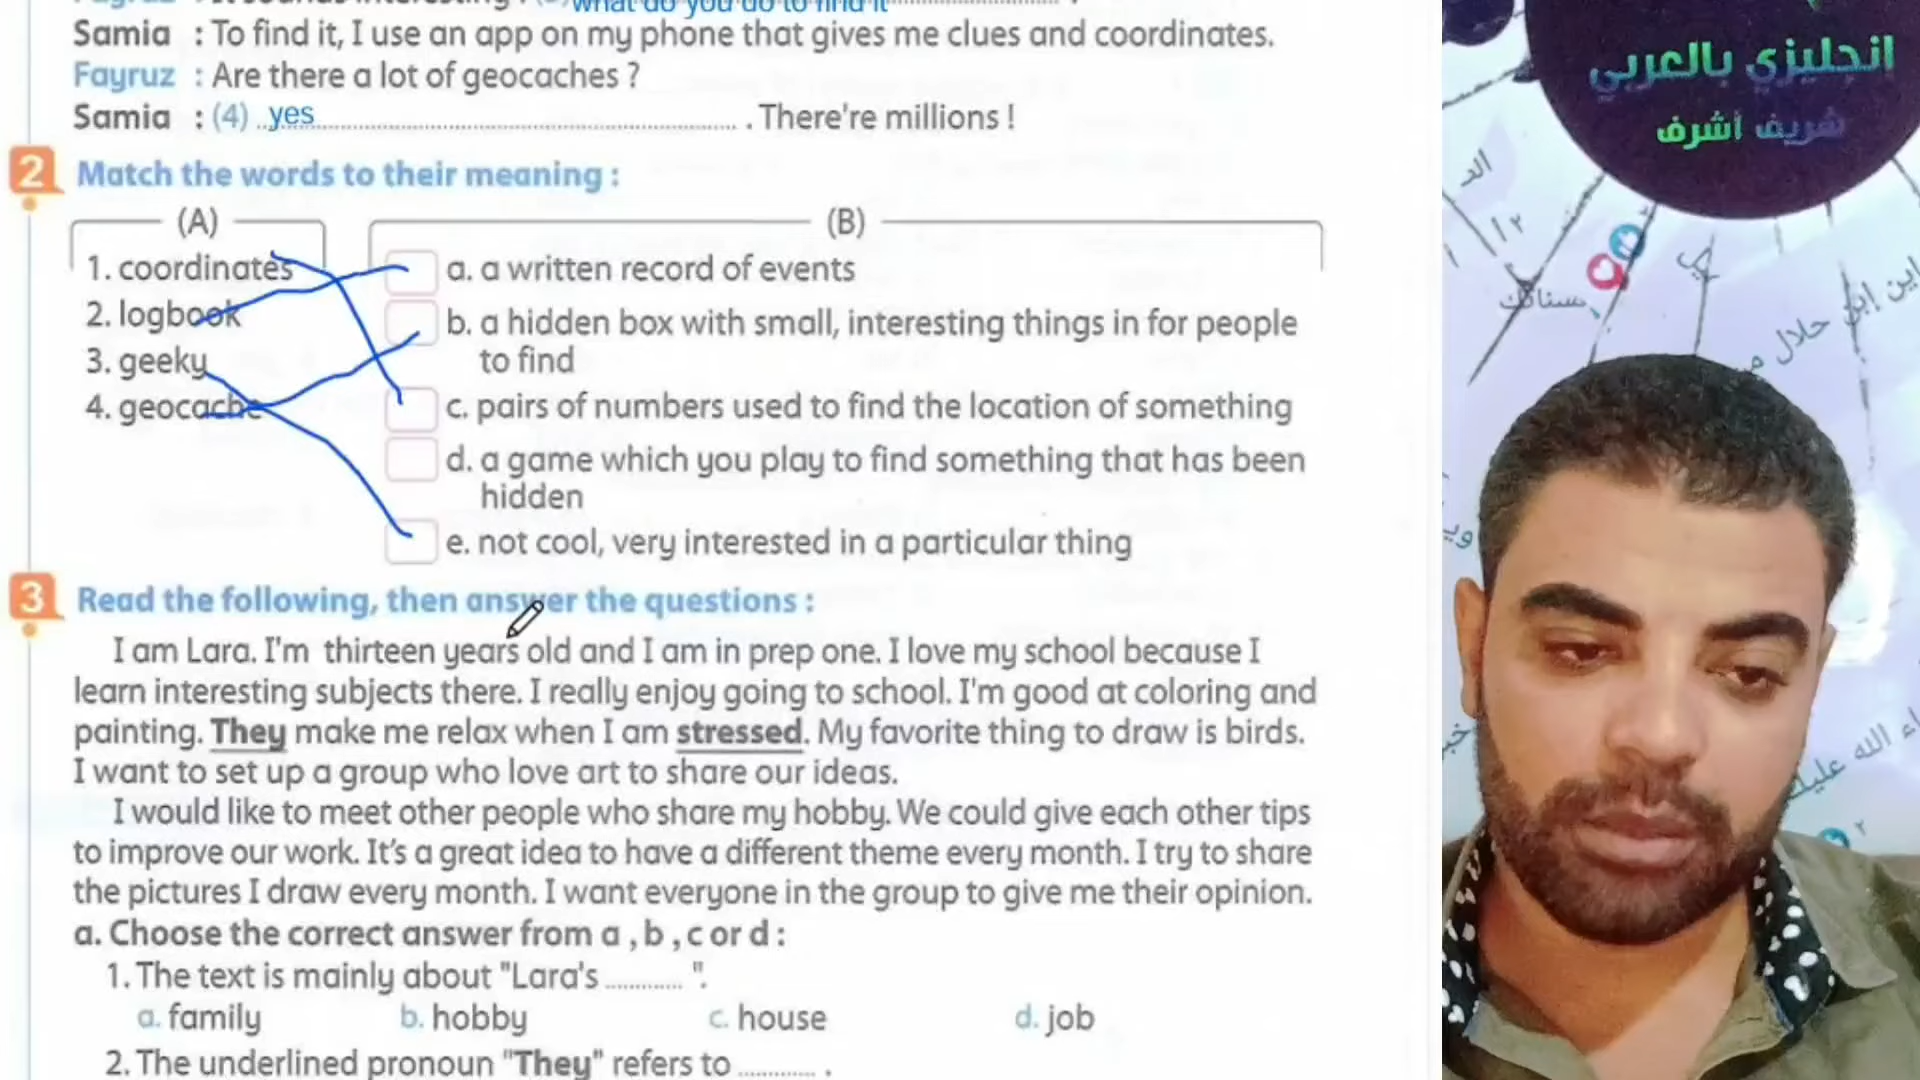 what do you do to find it
Samia : To find it, I use an app on my phone that gives me clues and coordinates.
Fayruz : Are there a lot of geocaches ?
Samia : (4) yes . There're millions !
2 Match the words to their meaning :
(A) (B)
1. coordinates a. a written record of events
2. logbook b. a hidden box with small, interesting things in for people
to find
3. geeky
4. geocache c. pairs of numbers used to find the location of something
d. a game which you play to find something that has been
hidden
e. not cool, very interested in a particular thing
3 Read the following, then answer the questions :
I am Lara. I'm thirteen years old and I am in prep one. I love my school because I
learn interesting subjects there. I really enjoy going to school. I'm good at coloring and
painting. They make me relax when I am stressed. My favorite thing to draw is birds.
I want to set up a group who love art to share our ideas.
I would like to meet other people who share my hobby. We could give each other tips
to improve our work. It's a great idea to have a different theme every month. I try to share
the pictures I draw every month. I want everyone in the group to give me their opinion.
a. Choose the correct answer from a , b , c or d :
1. The text is mainly about "Lara's ............ ".
a. family b. hobby c. house d. job
2. The underlined pronoun "They" refers to ............ .
انجليزي بالعربي
شريف أشرف